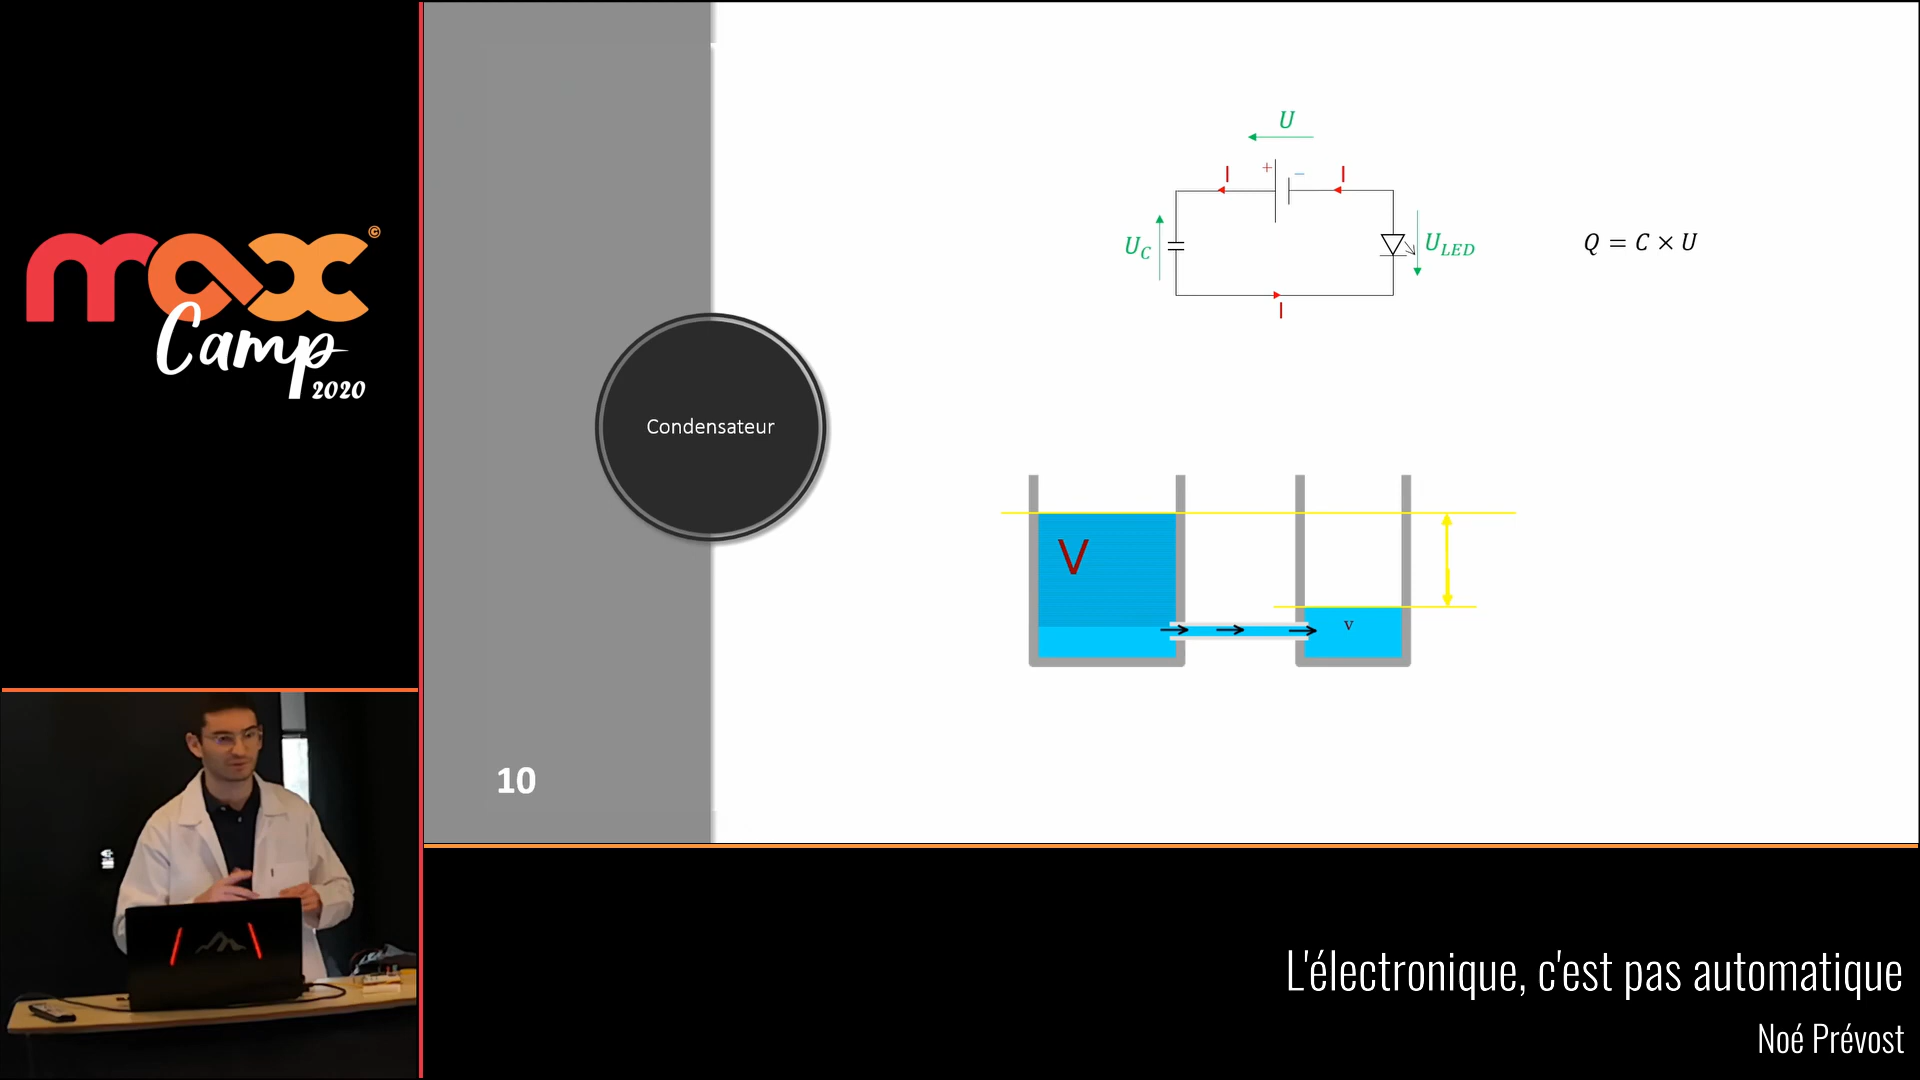 max©
Camp
2020
Condensateur
10
U
I
+
−
I
U_C
U_LED
I
Q = C × U
V
v
L'électronique, c'est pas automatique
Noé Prévost